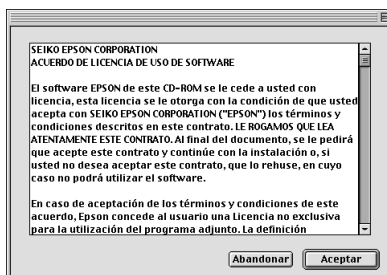 SEIKO EPSON CORPORATION
ACUERDO DE LICENCIA DE USO DE SOFTWARE
El software EPSON de este CD-ROM se le cede a usted con
licencia, esta licencia se le otorga con la condición de que usted
acepta con SEIKO EPSON CORPORATION ("EPSON") los términos y
condiciones descritos en este contrato. LE ROGAMOS QUE LEA
ATENTAMENTE ESTE CONTRATO. Al final del documento, se le pedirá
que acepte este contrato y continúe con la instalación o, si
usted no desea aceptar este contrato, que lo rehuse, en cuyo
caso no podrá utilizar el software.
En caso de aceptación de los términos y condiciones de este
acuerdo, Epson concede al usuario una Licencia no exclusiva
para la utilización del programa adjunto. La definición
Abandonar Aceptar